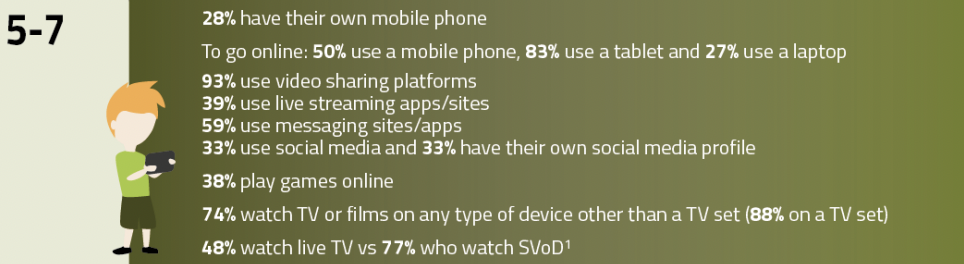 5-7
28% have their own mobile phone
To go online: 50% use a mobile phone, 83% use a tablet and 27% use a laptop
93% use video sharing platforms
39% use live streaming apps/sites
59% use messaging sites/apps
33% use social media and 33% have their own social media profile
38% play games online
74% watch TV or films on any type of device other than a TV set (88% on a TV set)
48% watch live TV vs 77% who watch SVoD¹